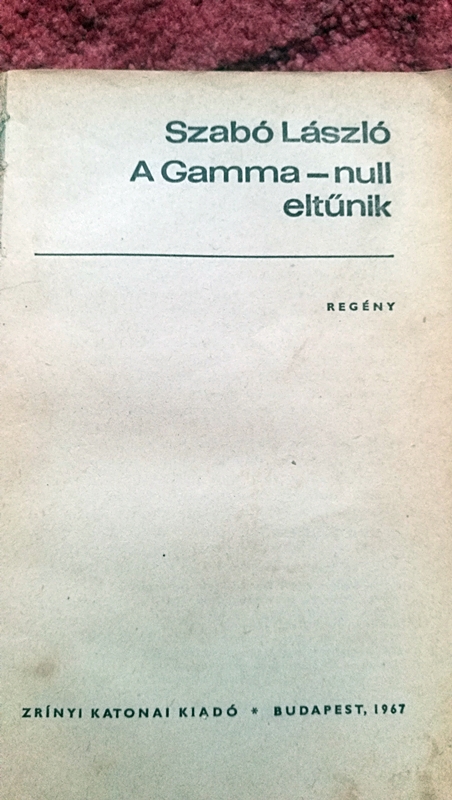 Szabó László
A Gamma – null
eltűnik
REGÉNY
ZRÍNYI KATONAI KIADÓ * BUDAPEST, 1967